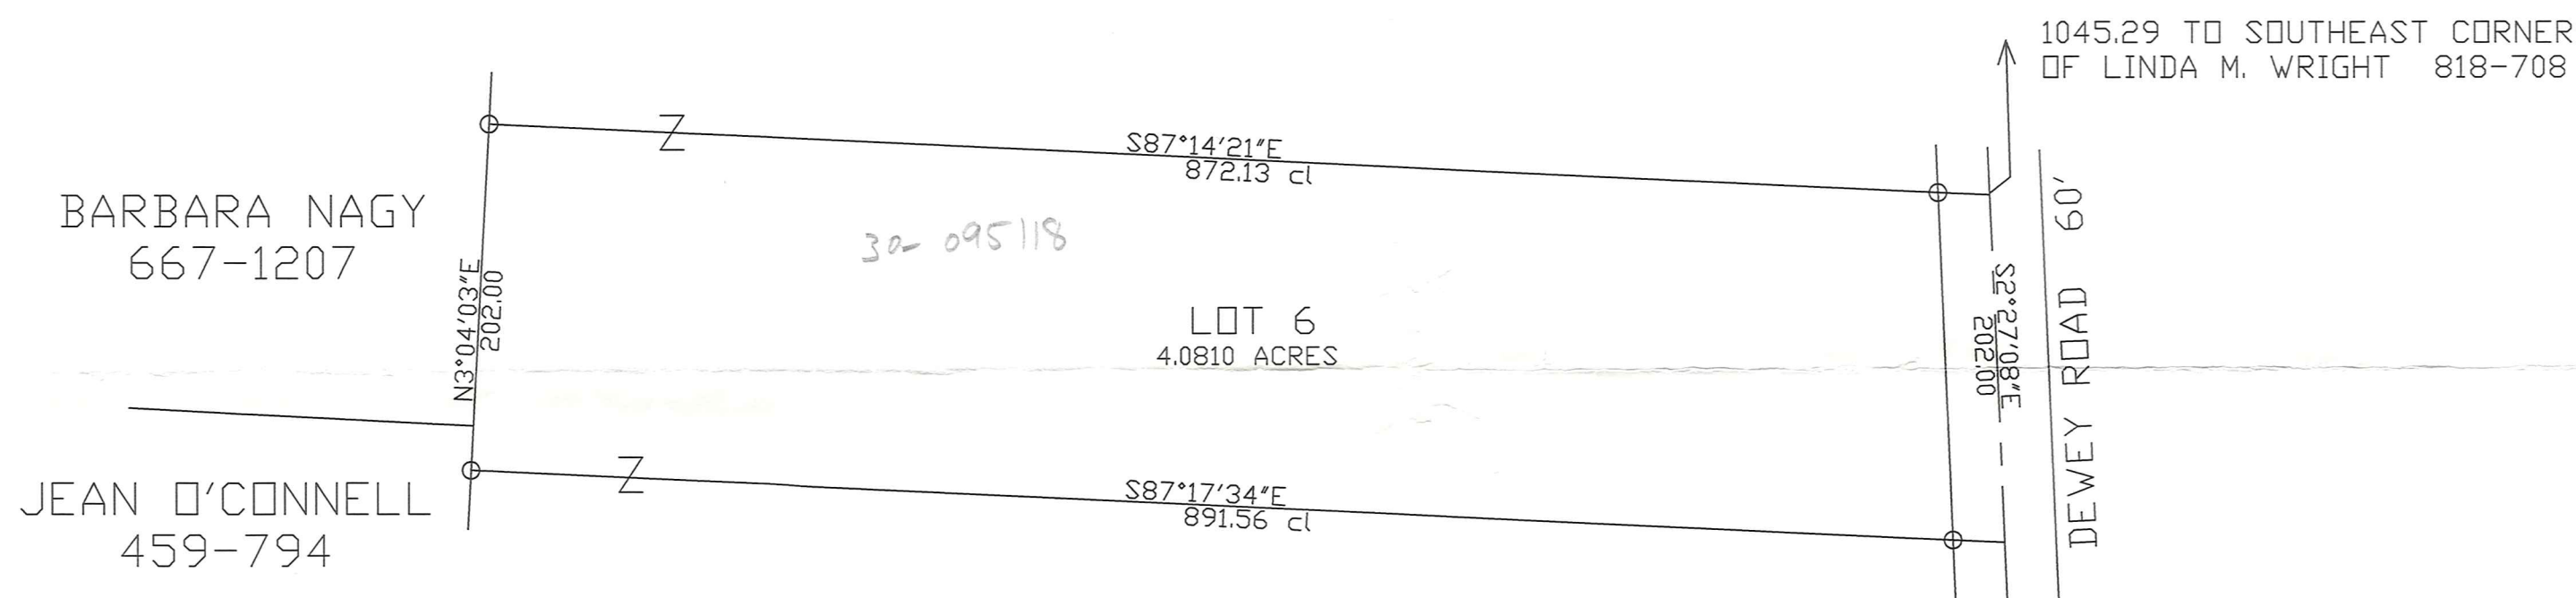 1045.29 TO SOUTHEAST CORNER
OF LINDA M. WRIGHT 818-708
S87°14'21"E
872.13 cl
Z
BARBARA NAGY
667-1207
30- 095118
N3°04'03"E
202.00
LOT 6
4.0810 ACRES
S2°27'08"E
202.00
DEWEY ROAD 60'
Z
S87°17'34"E
891.56 cl
JEAN O'CONNELL
459-794